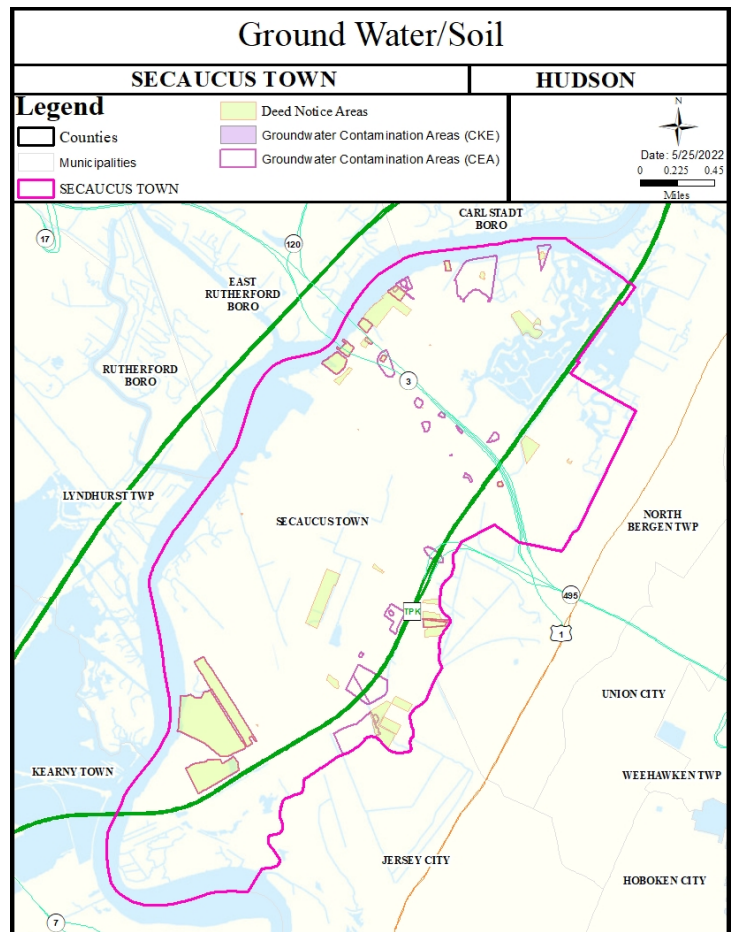 Ground Water/Soil
SECAUCUS TOWN
HUDSON
Legend
Counties
Municipalities
SECAUCUS TOWN
Deed Notice Areas
Groundwater Contamination Areas (CKE)
Groundwater Contamination Areas (CEA)
N
Date: 5/25/2022
0 0.225 0.45
Miles
CARLSTADT
BORO
17
120
EAST
RUTHERFORD
BORO
RUTHERFORD
BORO
3
LYNDHURST TWP
SECAUCUS TOWN
NORTH
BERGEN TWP
495
TPK
1
UNION CITY
WEEHAWKEN TWP
KEARNY TOWN
JERSEY CITY
HOBOKEN CITY
7